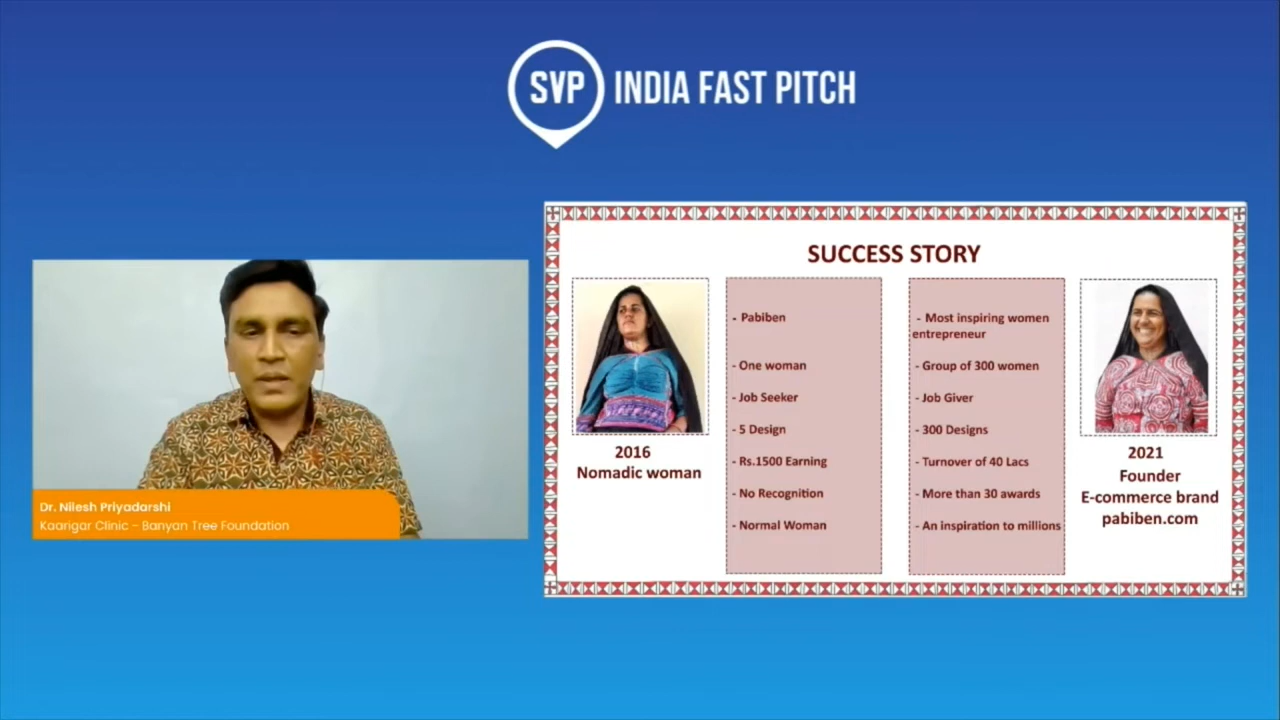 SVP INDIA FAST PITCH
Dr. Nilesh Priyadarshi
Kaarigar Clinic – Banyan Tree Foundation
SUCCESS STORY
2016
Nomadic woman
- Pabiben
- One woman
- Job Seeker
- 5 Design
- Rs.1500 Earning
- No Recognition
- Normal Woman
- Most inspiring women
entrepreneur
- Group of 300 women
- Job Giver
- 300 Designs
- Turnover of 40 Lacs
- More than 30 awards
- An inspiration to millions
2021
Founder
E-commerce brand
pabiben.com